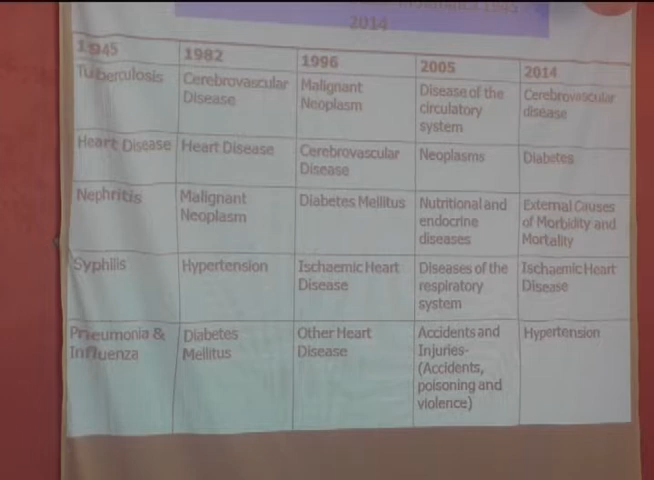 1945
2014
1945 1982 1996 2005 2014
Tuberculosis
Cerebrovascular
Disease
Malignant
Neoplasm
Disease of the
circulatory
system
Cerebrovascular
disease
Heart Disease
Heart Disease
Cerebrovascular
Disease
Neoplasms
Diabetes
Nephritis
Malignant
Neoplasm
Diabetes Mellitus
Nutritional and
endocrine
diseases
External Causes
of Morbidity and
Mortality
Syphilis
Hypertension
Ischaemic Heart
Disease
Diseases of the
respiratory
system
Ischaemic Heart
Disease
Pneumonia &
Influenza
Diabetes
Mellitus
Other Heart
Disease
Accidents and
Injuries-
(Accidents,
poisoning and
violence)
Hypertension